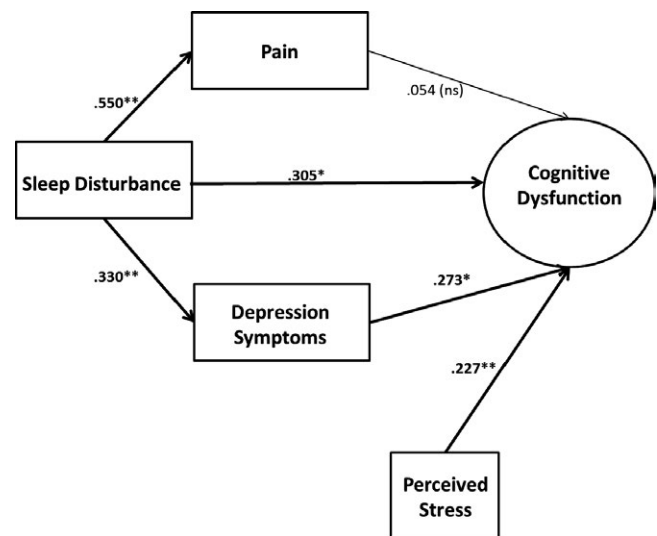 Pain
.550**
.054 (ns)
Sleep Disturbance
.305*
Cognitive
Dysfunction
.330**
Depression
Symptoms
.273*
.227**
Perceived
Stress